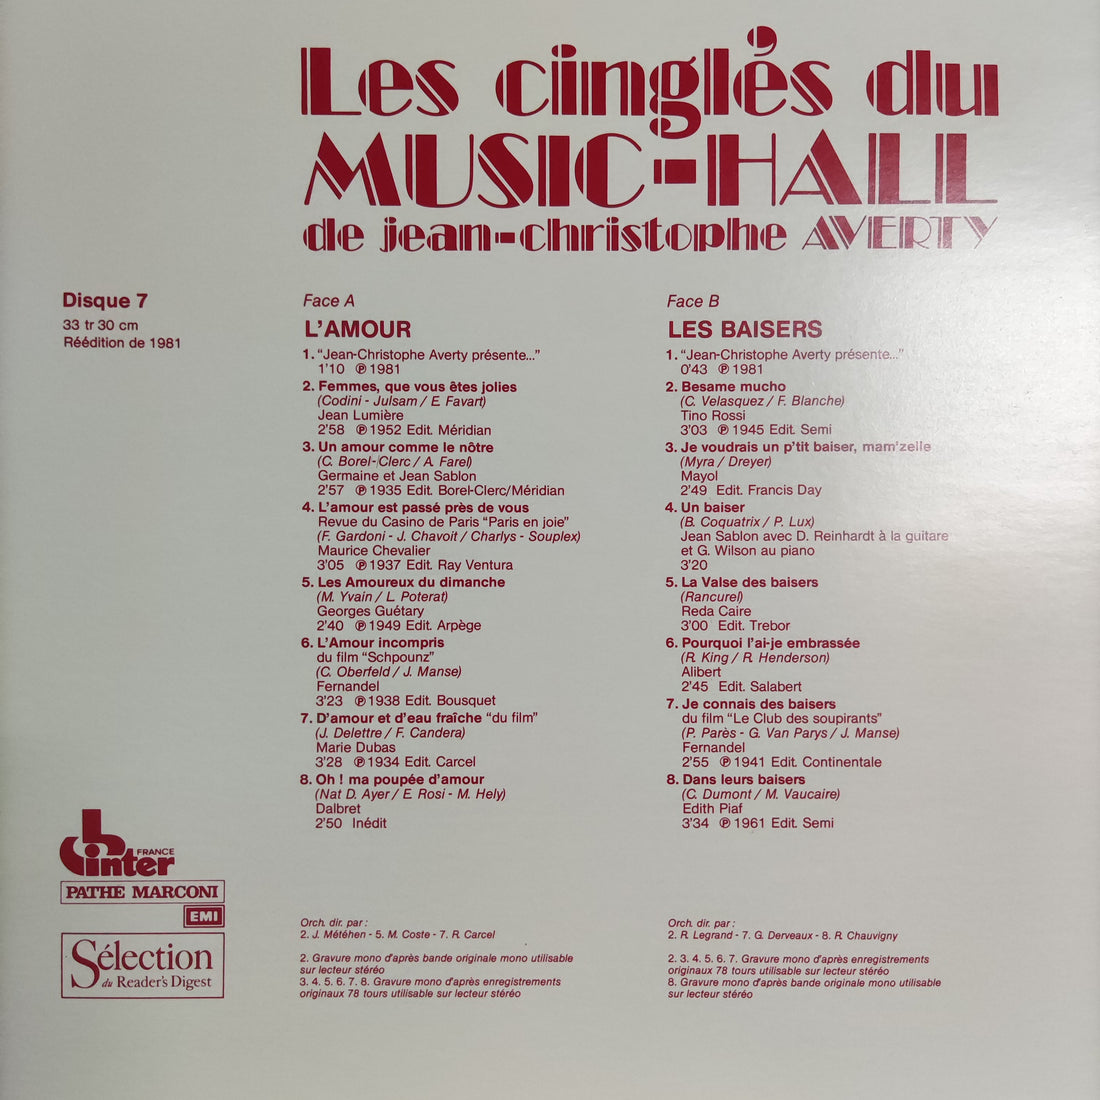 Les cinglés du
MUSIC-HALL
de jean-christophe AVERTY
Disque 7
33 tr 30 cm
Réédition de 1981
Face A
L'AMOUR
1. "Jean-Christophe Averty présente..."
1'10 ℗ 1981
2. Femmes, que vous êtes jolies
(Codini - Julsam / E. Favart)
Jean Lumière
2'58 ℗ 1952 Edit. Méridian
3. Un amour comme le nôtre
(C. Borel-Clerc / A. Farel)
Germaine et Jean Sablon
2'57 ℗ 1935 Edit. Borel-Clerc/Méridian
4. L'amour est passé près de vous
Revue du Casino de Paris "Paris en joie"
(F. Gardoni - J. Chavoit / Charlys - Souplex)
Maurice Chevalier
3'05 ℗ 1937 Edit. Ray Ventura
5. Les Amoureux du dimanche
(M. Yvain / L. Poterat)
Georges Guétary
2'40 ℗ 1949 Edit. Arpège
6. L'Amour incompris
du film "Schpounz"
(C. Oberfeld / J. Manse)
Fernandel
3'23 ℗ 1938 Edit. Bousquet
7. D'amour et d'eau fraîche "du film"
(J. Delettre / F. Candera)
Marie Dubas
3'28 ℗ 1934 Edit. Carcel
8. Oh ! ma poupée d'amour
(Nat D. Ayer / E. Rosi - M. Hely)
Dalbret
2'50 Inédit
Face B
LES BAISERS
1. "Jean-Christophe Averty présente..."
0'43 ℗ 1981
2. Besame mucho
(C. Velasquez / F. Blanche)
Tino Rossi
3'03 ℗ 1945 Edit. Semi
3. Je voudrais un p'tit baiser, mam'zelle
(Myra / Dreyer)
Mayol
2'49 Edit. Francis Day
4. Un baiser
(B. Coquatrix / P. Lux)
Jean Sablon avec D. Reinhardt à la guitare
et G. Wilson au piano
3'20
5. La Valse des baisers
(Rancurel)
Reda Caire
3'00 Edit. Trebor
6. Pourquoi l'ai-je embrassée
(R. King / R. Henderson)
Alibert
2'45 Edit. Salabert
7. Je connais des baisers
du film "Le Club des soupirants"
(P. Parès - G. Van Parys / J. Manse)
Fernandel
2'55 ℗ 1941 Edit. Continentale
8. Dans leurs baisers
(C. Dumont / M. Vaucaire)
Edith Piaf
3'34 ℗ 1961 Edit. Semi
FRANCE
inter
PATHE MARCONI
EMI
Sélection
du Reader's Digest
Orch. dir. par :
2. J. Météhen - 5. M. Coste - 7. R. Carcel
2. Gravure mono d'après bande originale mono utilisable
sur lecteur stéréo
3. 4. 5. 6. 7. 8. Gravure mono d'après enregistrements
originaux 78 tours utilisable sur lecteur stéréo
Orch. dir. par :
2. R. Legrand - 7. G. Derveaux - 8. R. Chauvigny
2. 3. 4. 5. 6. 7. Gravure mono d'après enregistrements
originaux 78 tours utilisable sur lecteur stéréo
8. Gravure mono d'après bande originale mono utilisable
sur lecteur stéréo